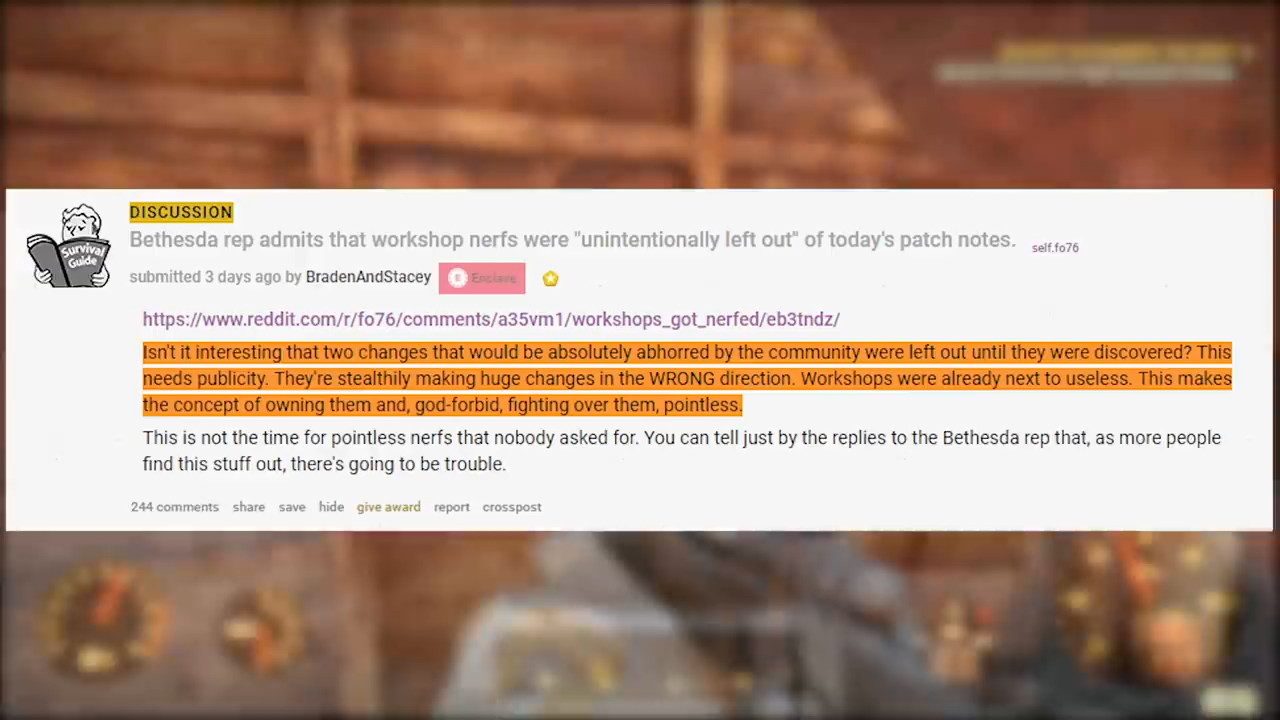 DISCUSSION
Bethesda rep admits that workshop nerfs were "unintentionally left out" of today's patch notes. self.fo76
Survival
Guide
submitted 3 days ago by BradenAndStacey Enclave
https://www.reddit.com/r/fo76/comments/a35vm1/workshops_got_nerfed/eb3tndz/
Isn't it interesting that two changes that would be absolutely abhorred by the community were left out until they were discovered? This
needs publicity. They're stealthily making huge changes in the WRONG direction. Workshops were already next to useless. This makes
the concept of owning them and, god-forbid, fighting over them, pointless.
This is not the time for pointless nerfs that nobody asked for. You can tell just by the replies to the Bethesda rep that, as more people
find this stuff out, there's going to be trouble.
244 comments share save hide give award report crosspost